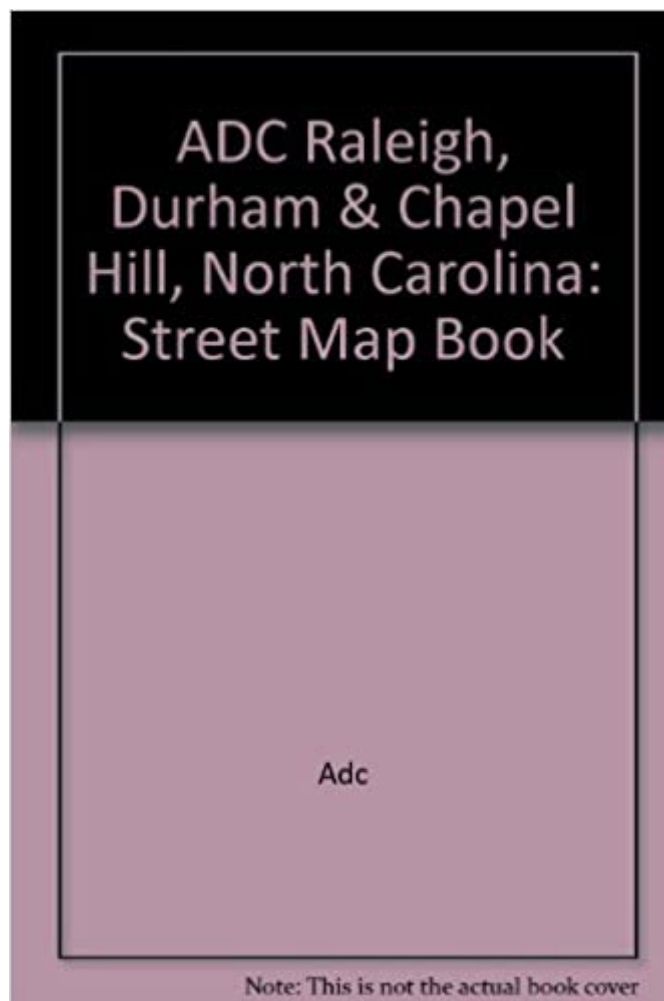 ADC Raleigh,
Durham & Chapel
Hill, North Carolina:
Street Map Book
Adc
Note: This is not the actual book cover